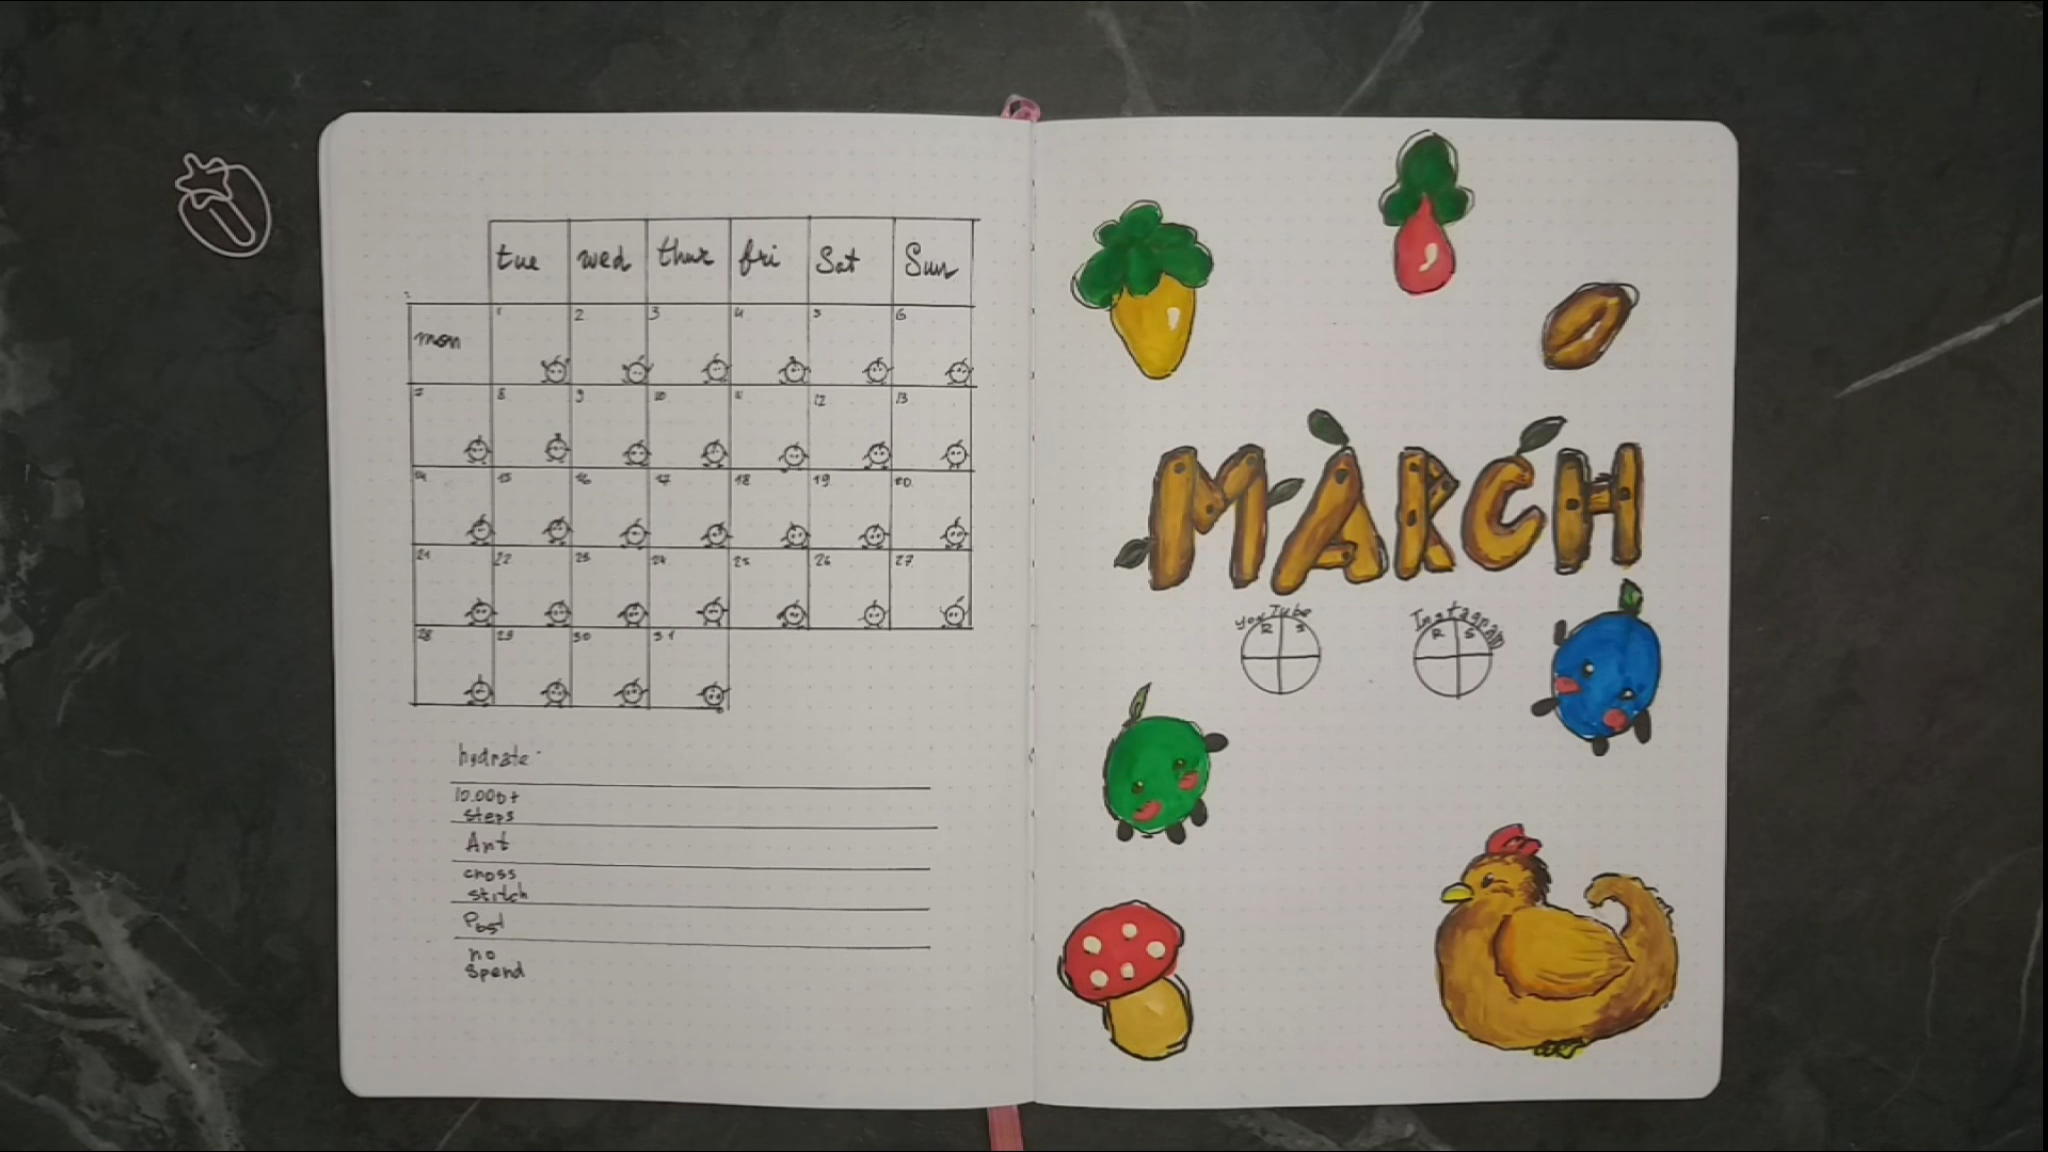 tue wed thur fri Sat Sun
mon 1 2 3 4 5 6
7 8 9 10 11 12 13
14 15 16 17 18 19 20
21 22 23 24 25 26 27
28 29 30 31
hydrate
10.000+
steps
Art
cross
stitch
Post
no
spend
MARCH
YouTube
R S
Instagram
R S